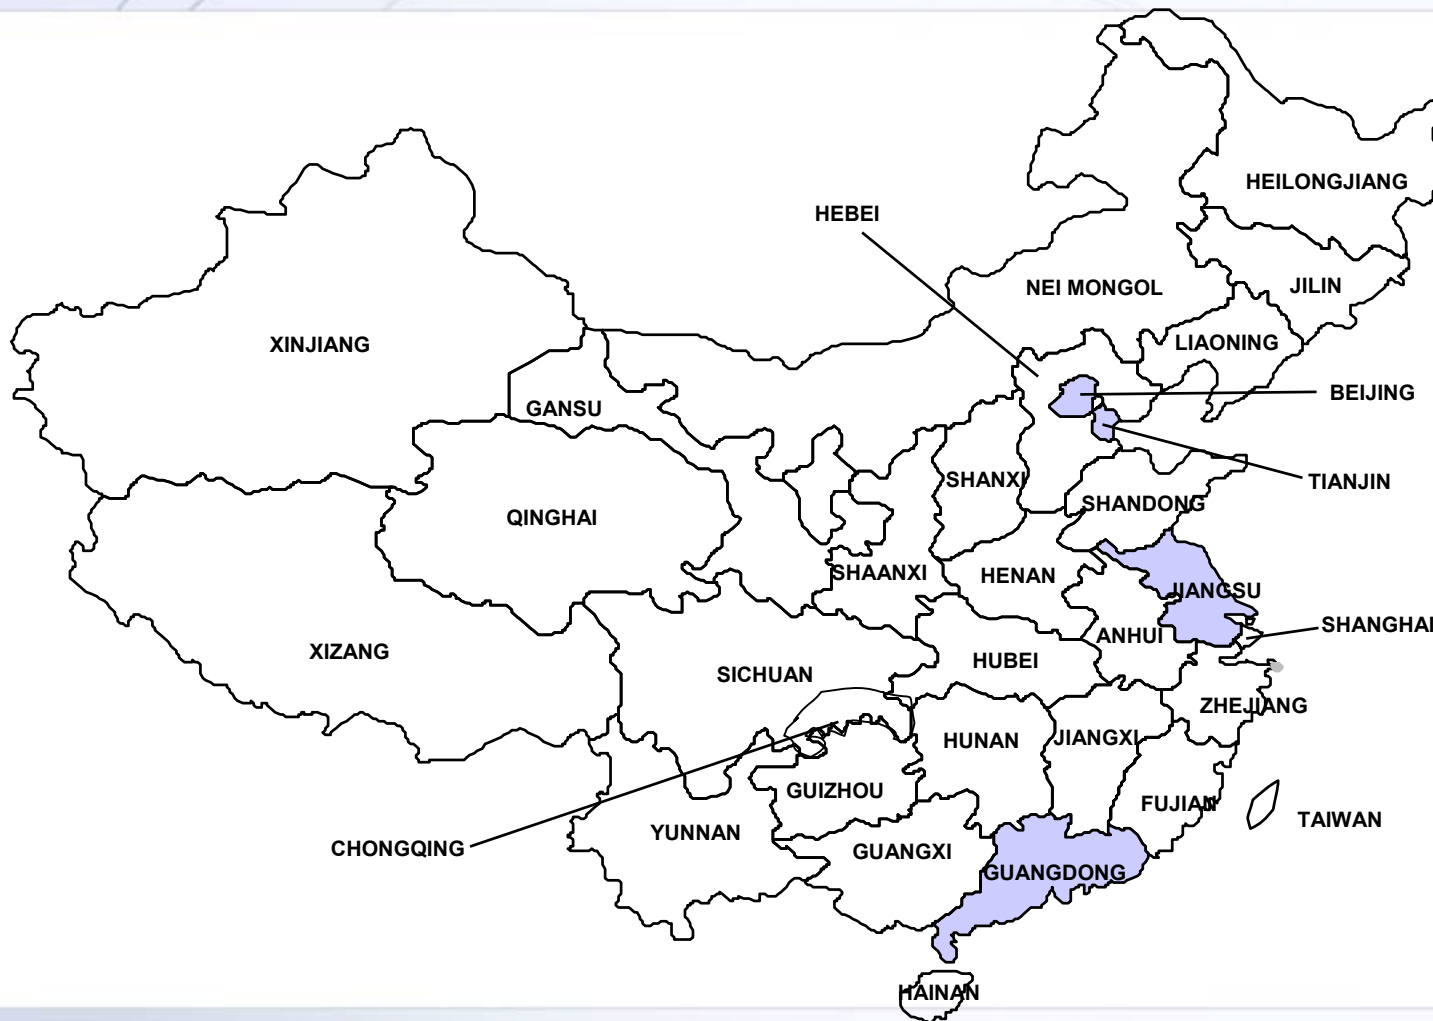 HEILONGJIANG
HEBEI
NEI MONGOL
JILIN
XINJIANG
LIAONING
BEIJING
GANSU
SHANXI
TIANJIN
SHANDONG
QINGHAI
SHAANXI
HENAN
JIANGSU
SHANGHAI
ANHUI
XIZANG
HUBEI
SICHUAN
ZHEJIANG
HUNAN
JIANGXI
GUIZHOU
FUJIAN
TAIWAN
YUNNAN
CHONGQING
GUANGXI
GUANGDONG
HAINAN